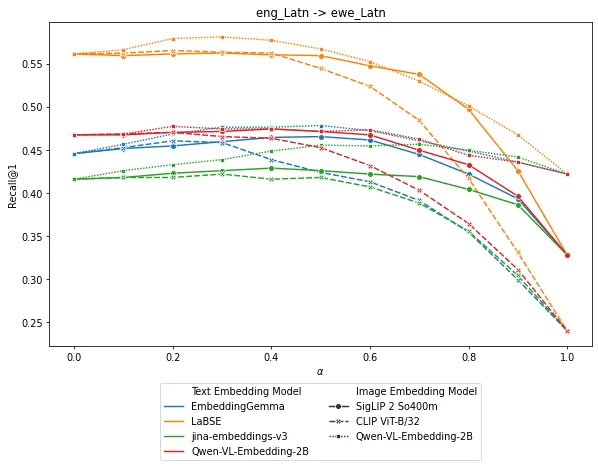 eng_Latn -> ewe_Latn
Recall@1
0.55
0.50
0.45
0.40
0.35
0.30
0.25
0.0 0.2 0.4 0.6 0.8 1.0
α
Text Embedding Model Image Embedding Model
EmbeddingGemma SigLIP 2 So400m
LaBSE CLIP ViT-B/32
jina-embeddings-v3 Qwen-VL-Embedding-2B
Qwen-VL-Embedding-2B